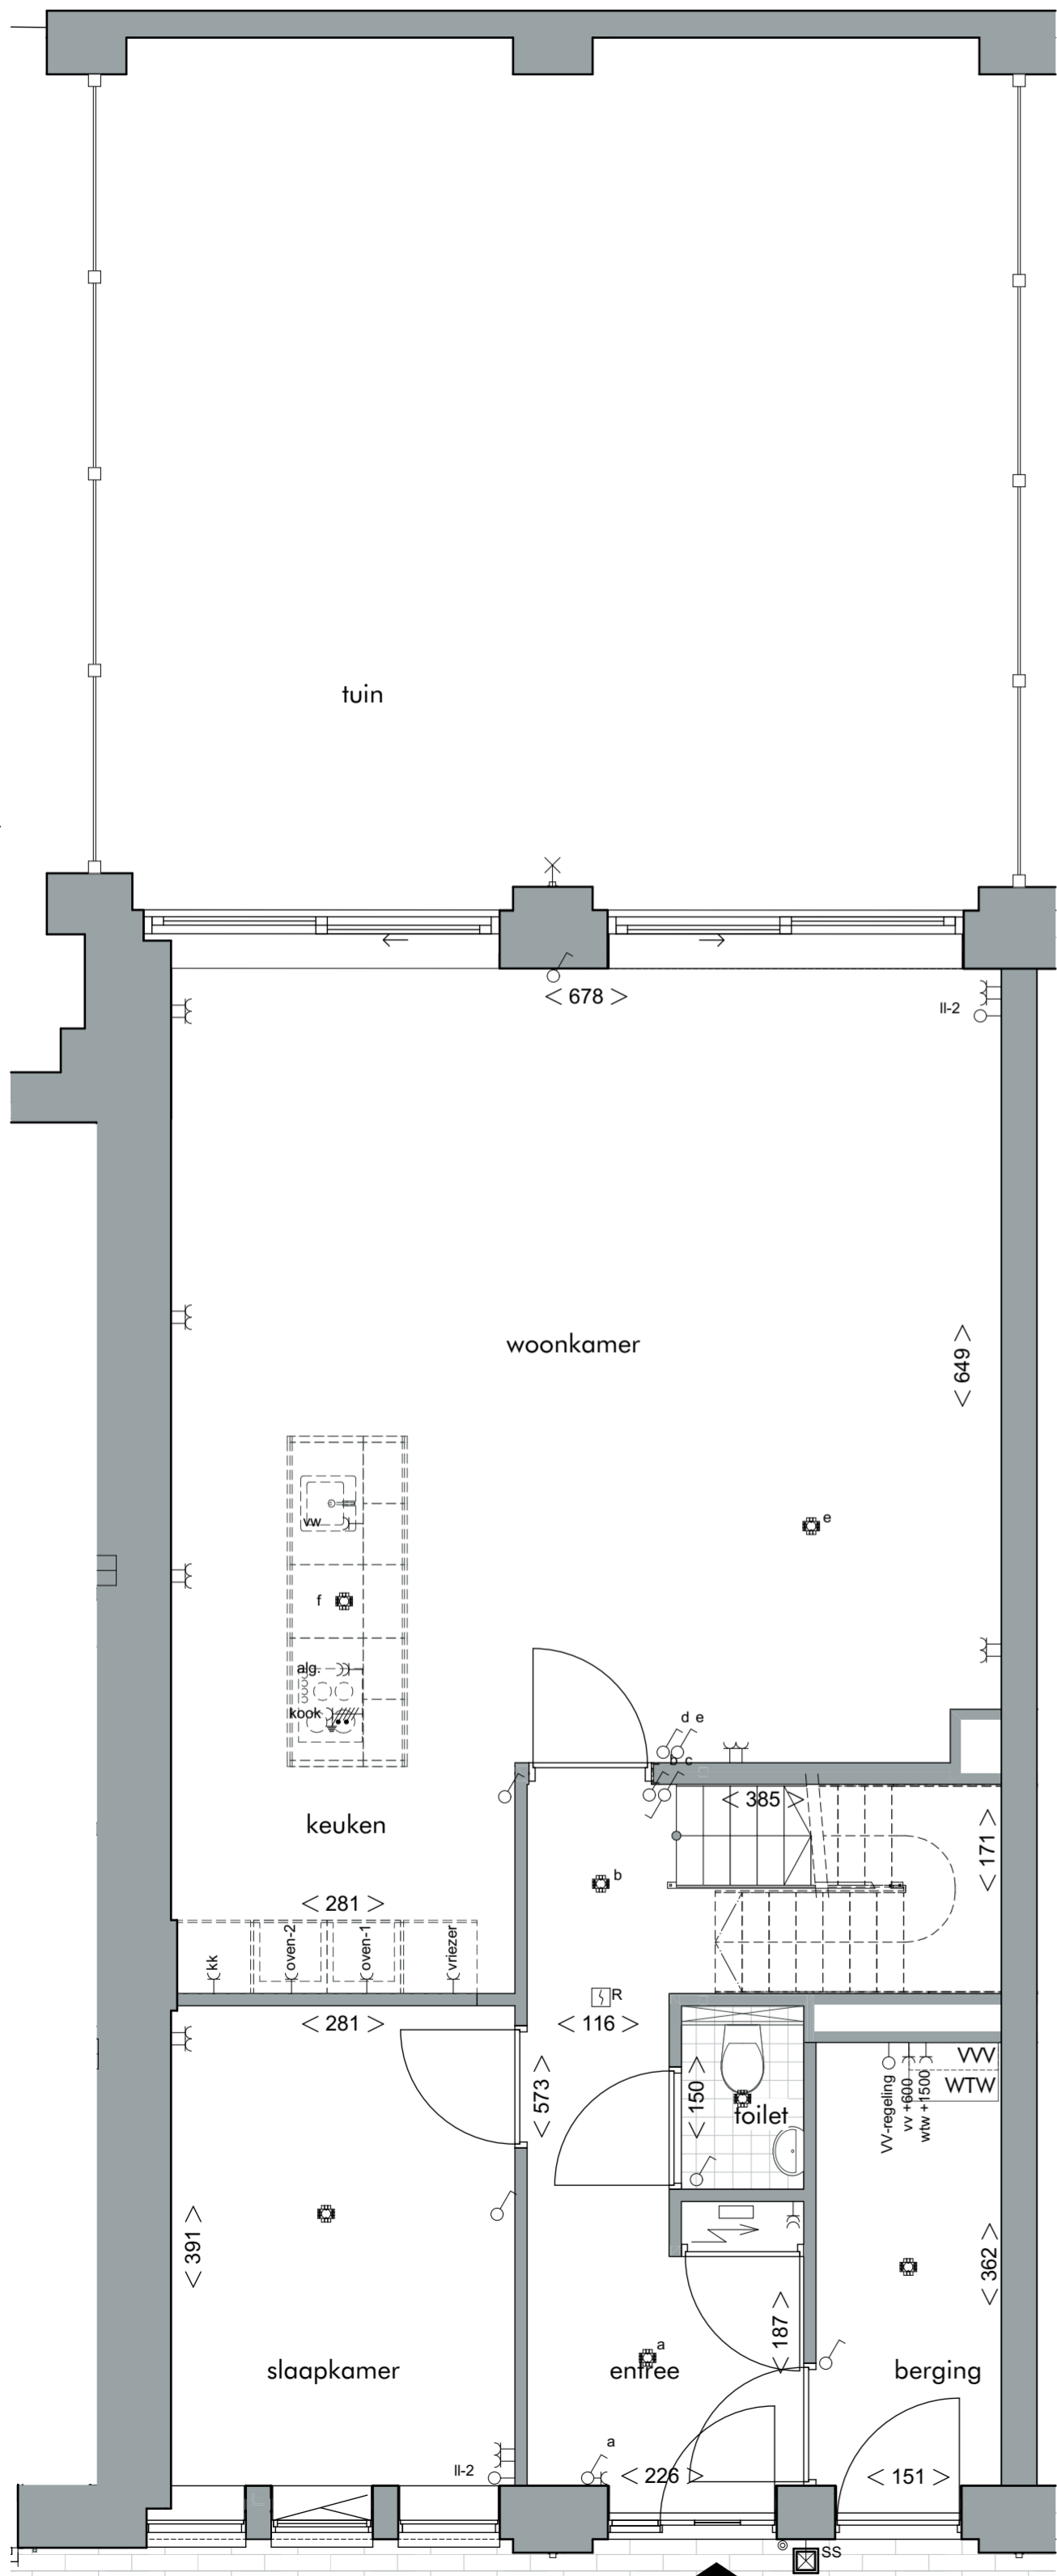 tuin
< 678 >
ll-2
woonkamer
< 649 >
vw
e
f
alg.
kook
d e
b c
< 385 >
keuken
< 171 >
b
< 281 >
kk
oven-2
oven-1
vriezer
R
< 281 >
< 116 >
< 573 >
< 150 >
toilet
VV-regeling
vv +600
wtw +1500
VVV
WTW
< 391 >
< 362 >
< 187 >
a
slaapkamer
entree
berging
a
ll-2
< 226 >
< 151 >
SS